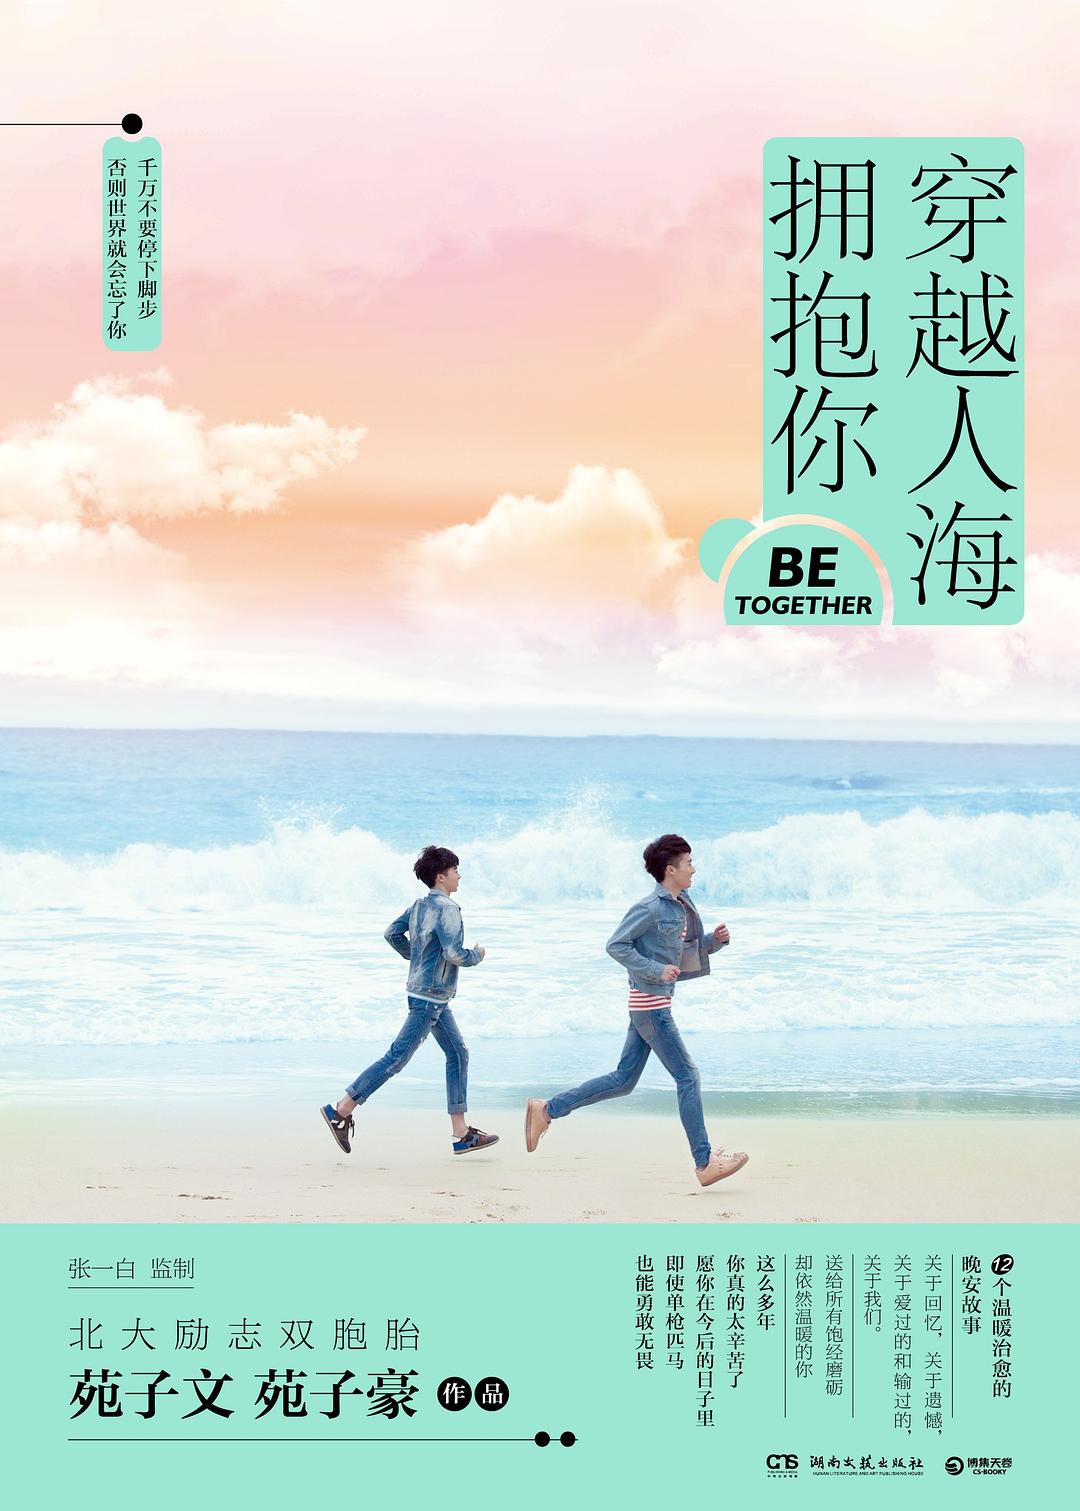 千万不要停下脚步
否则世界就会忘了你
穿越人海
拥抱你
BE
TOGETHER
张一白 监制
北大励志双胞胎
苑子文 苑子豪 作品
12个温暖治愈的
晚安故事
关于回忆,关于遗憾,
关于爱过的和输过的,
关于我们。
送给所有饱经磨砺
却依然温暖的你
这么多年
你真的太辛苦了
愿你在今后的日子里
即使单枪匹马
也能勇敢无畏
湖南文艺出版社
HUNAN LITERATURE AND ART PUBLISHING HOUSE
博集天卷
CS-BOOKY